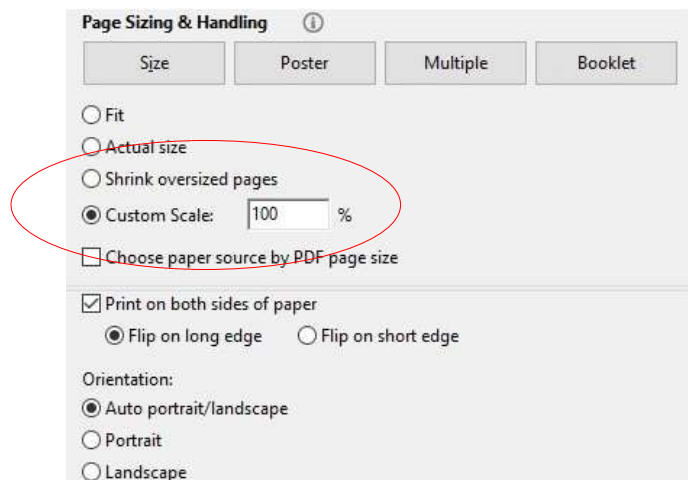 Page Sizing & Handling
Size Poster Multiple Booklet
Fit
Actual size
Shrink oversized pages
Custom Scale: 100 %
Choose paper source by PDF page size
Print on both sides of paper
Flip on long edge Flip on short edge
Orientation:
Auto portrait/landscape
Portrait
Landscape